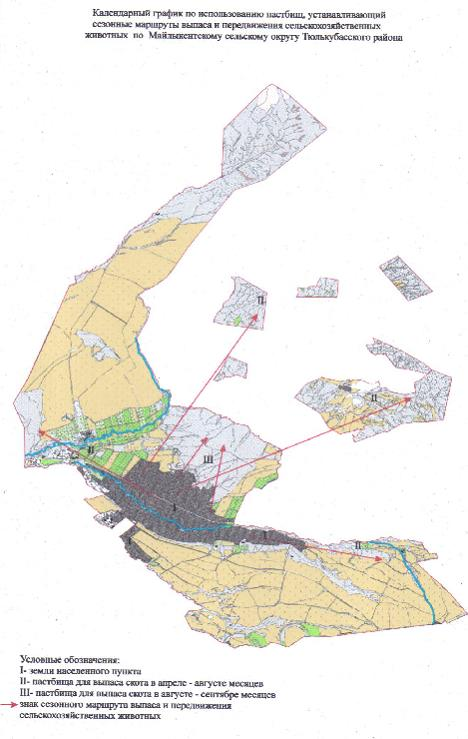 Календарный график по использованию пастбищ, устанавливающий
сезонные маршруты выпаса и передвижения сельскохозяйственных
животных по Майлыкентскому сельскому округу Тюлькубасского района
II
II
II
III
I
I
II
I
Условные обозначения:
I- земли населенного пункта
II- пастбища для выпаса скота в апреле - августе месяцев
III- пастбища для выпаса скота в августе - сентябре месяцев
знак сезонного маршрута выпаса и передвижения
сельскохозяйственных животных